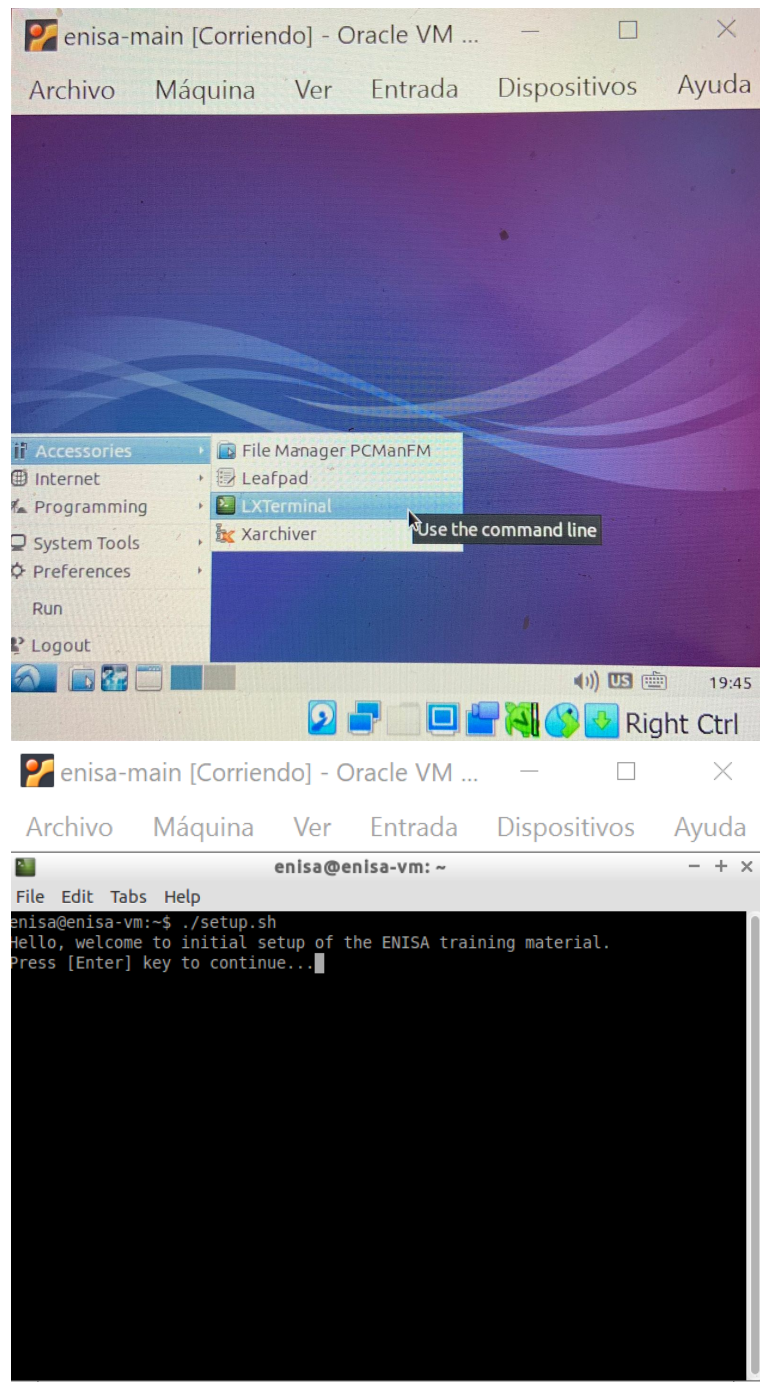 enisa-main [Corriendo] - Oracle VM ...
Archivo Máquina Ver Entrada Dispositivos Ayuda
Accessories
Internet
Programming
System Tools
Preferences
Run
Logout
File Manager PCManFM
Leafpad
LXTerminal
Xarchiver
Use the command line
US
19:45
Right Ctrl
enisa-main [Corriendo] - Oracle VM ...
Archivo Máquina Ver Entrada Dispositivos Ayuda
enisa@enisa-vm: ~
File Edit Tabs Help
enisa@enisa-vm:~$ ./setup.sh
Hello, welcome to initial setup of the ENISA training material.
Press [Enter] key to continue...